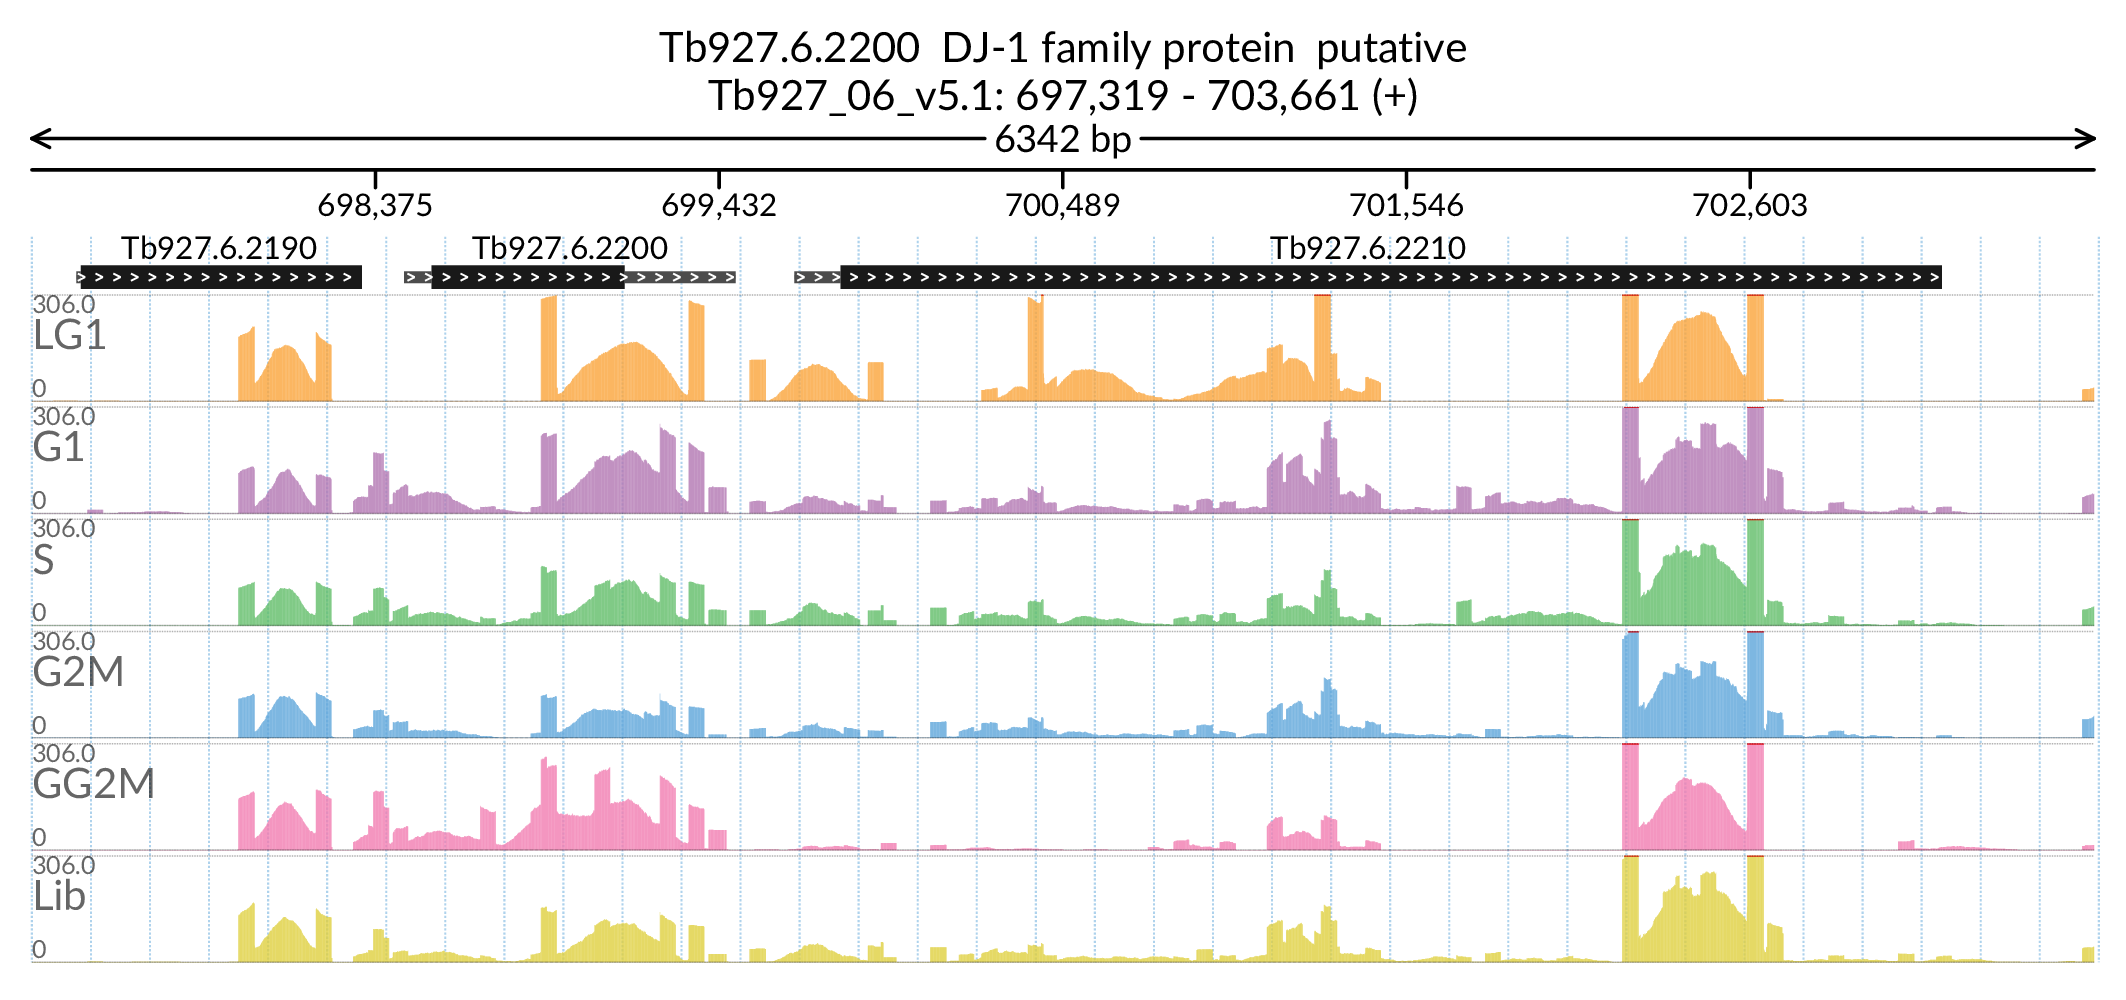 Tb927.6.2200 DJ-1 family protein putative
Tb927_06_v5.1: 697,319 - 703,661 (+)
6342 bp
698,375 699,432 700,489 701,546 702,603
Tb927.6.2190 Tb927.6.2200 Tb927.6.2210
306.0
LG1
0
306.0
G1
0
306.0
S
0
306.0
G2M
0
306.0
GG2M
0
306.0
Lib
0